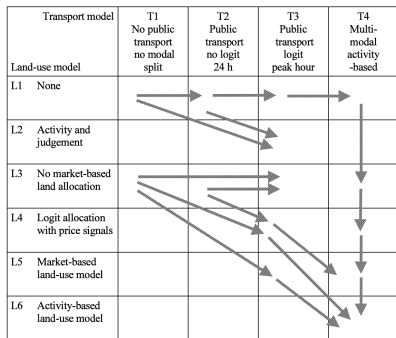 Transport model
Land-use model
T1
No public
transport
no modal
split
T2
Public
transport
no logit
24 h
T3
Public
transport
logit
peak hour
T4
Multi-
modal
activity
-based
L1 None
L2 Activity and
judgement
L3 No market-based
land allocation
L4 Logit allocation
with price signals
L5 Market-based
land-use model
L6 Activity-based
land-use model